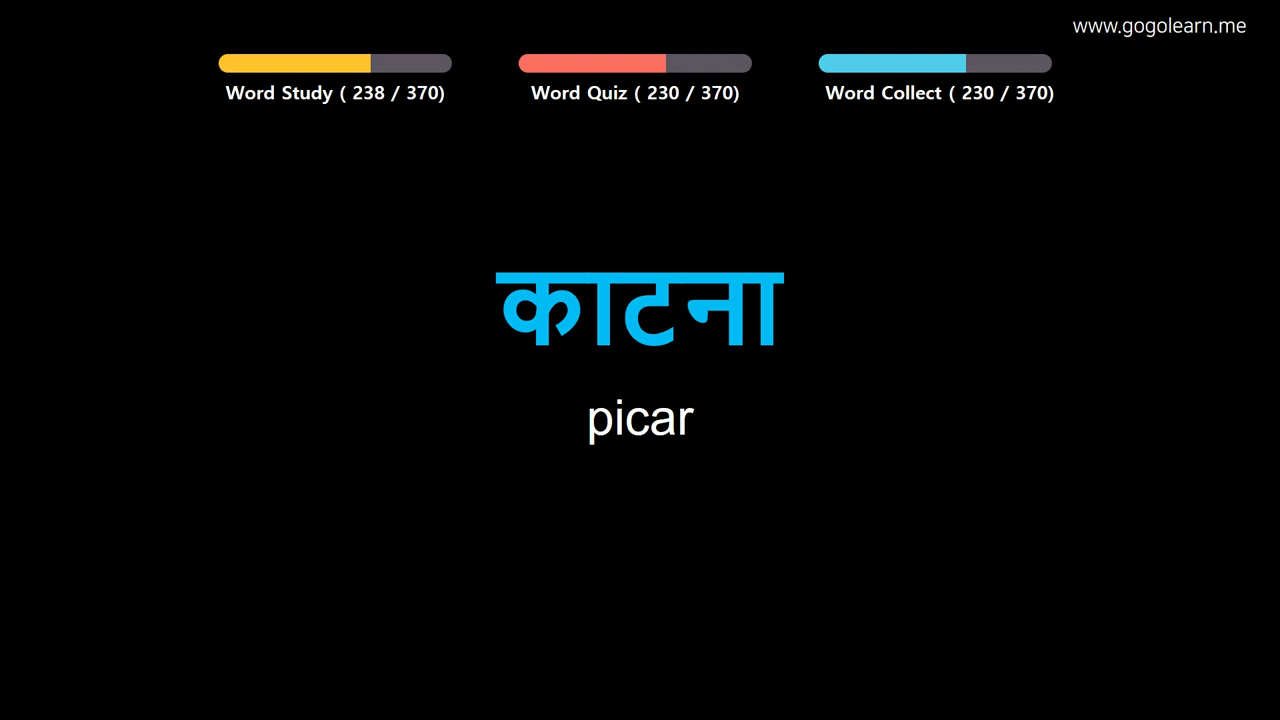 www.gogolearn.me
Word Study ( 238 / 370)
Word Quiz ( 230 / 370)
Word Collect ( 230 / 370)
काटना
picar